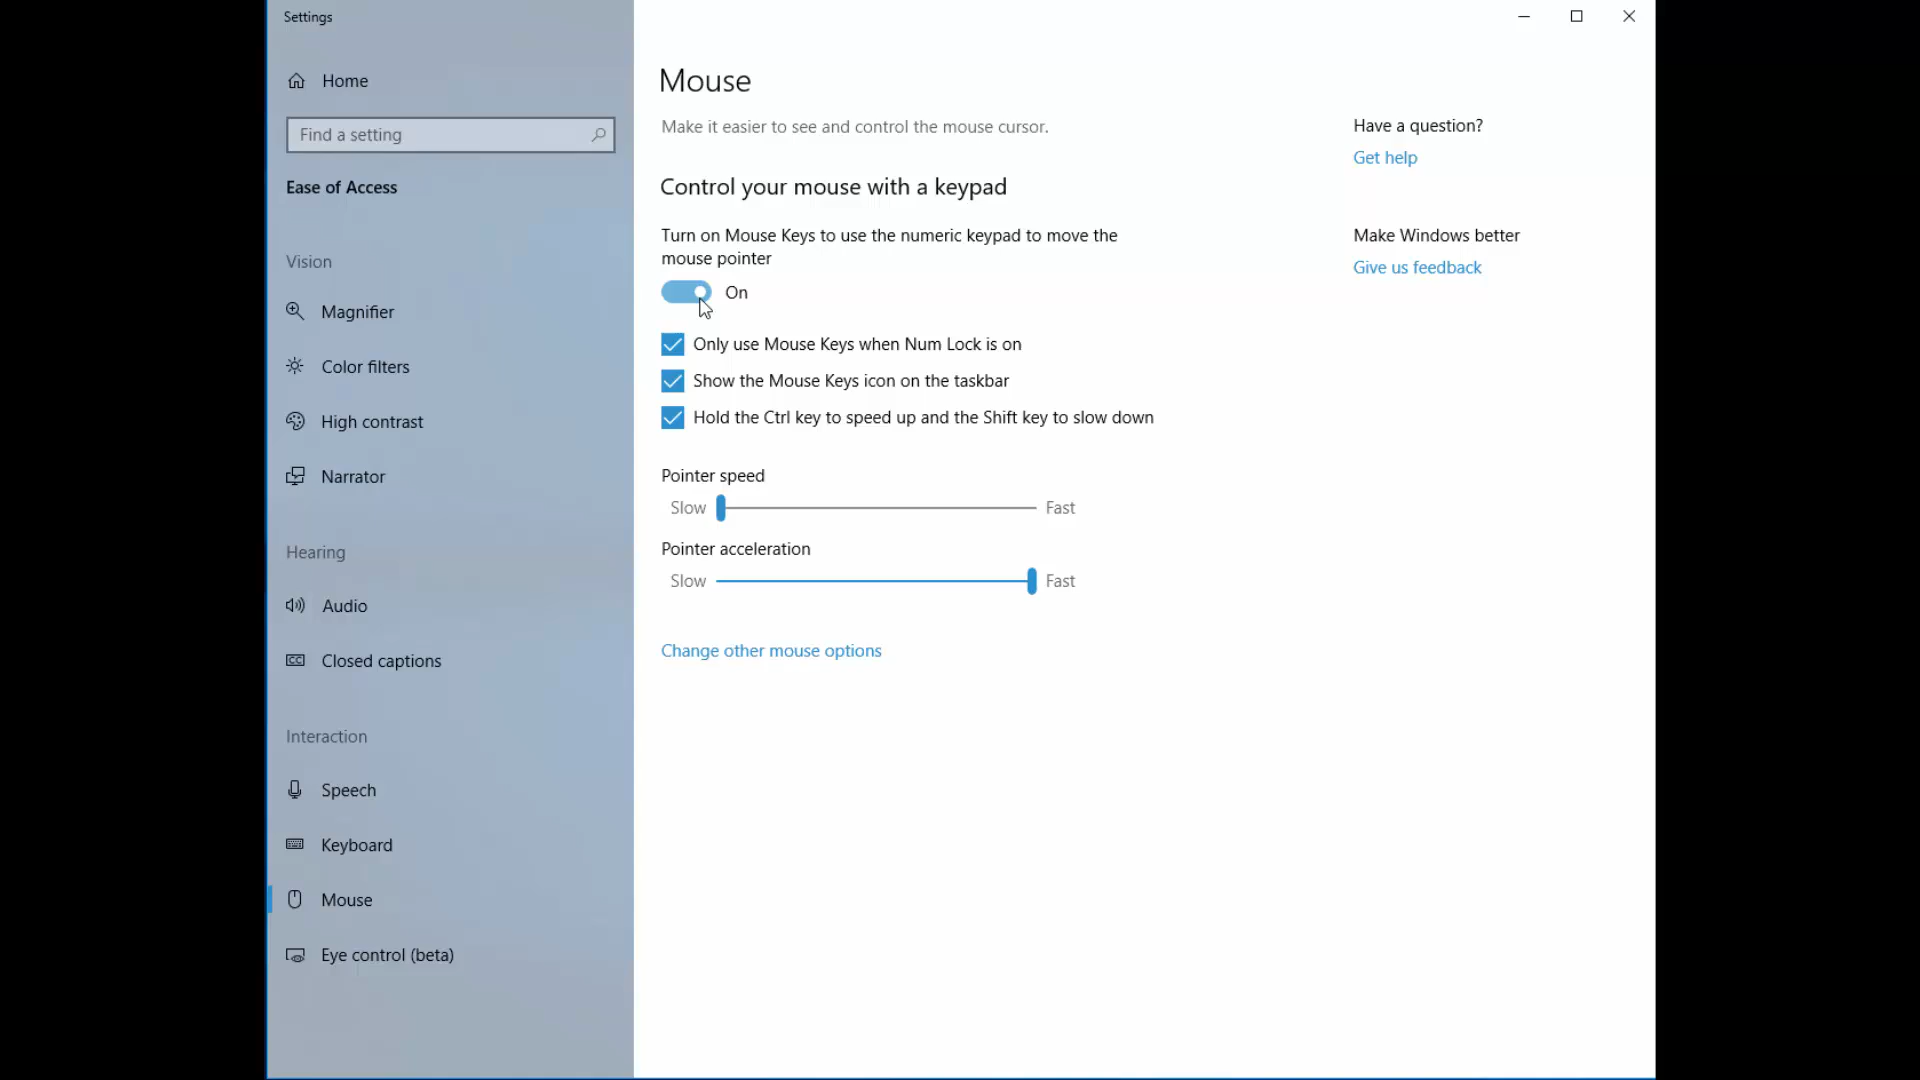 Settings
Home
Find a setting
Ease of Access
Vision
Magnifier
Color filters
High contrast
Narrator
Hearing
Audio
Closed captions
Interaction
Speech
Keyboard
Mouse
Eye control (beta)
Mouse
Make it easier to see and control the mouse cursor.
Control your mouse with a keypad
Turn on Mouse Keys to use the numeric keypad to move the
mouse pointer
On
Only use Mouse Keys when Num Lock is on
Show the Mouse Keys icon on the taskbar
Hold the Ctrl key to speed up and the Shift key to slow down
Pointer speed
Slow Fast
Pointer acceleration
Slow Fast
Change other mouse options
Have a question?
Get help
Make Windows better
Give us feedback